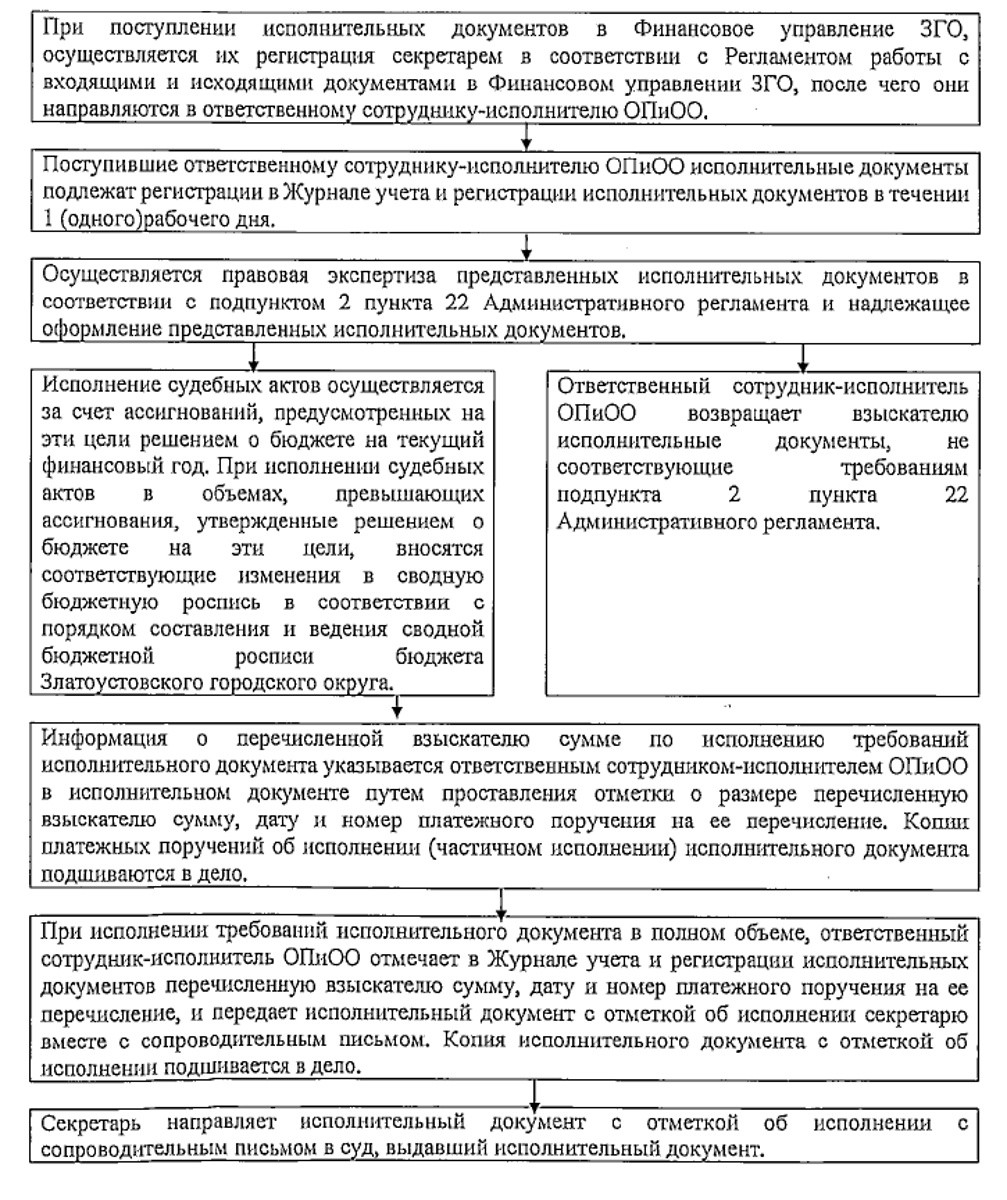 При поступлении исполнительных документов в Финансовое управление ЗГО,
осуществляется их регистрация секретарем в соответствии с Регламентом работы с
входящими и исходящими документами в Финансовом управлении ЗГО, после чего они
направляются в ответственному сотруднику-исполнителю ОПиОО.
Поступившие ответственному сотруднику-исполнителю ОПиОО исполнительные документы
подлежат регистрации в Журнале учета и регистрации исполнительных документов в течении
1 (одного)рабочего дня.
Осуществляется правовая экспертиза представленных исполнительных документов в
соответствии с подпунктом 2 пункта 22 Административного регламента и надлежащее
оформление представленных исполнительных документов.
Исполнение судебных актов осуществляется
за счет ассигнований, предусмотренных на
эти цели решением о бюджете на текущий
финансовый год. При исполнении судебных
актов в объемах, превышающих
ассигнования, утвержденные решением о
бюджете на эти цели, вносятся
соответствующие изменения в сводную
бюджетную роспись в соответствии с
порядком составления и ведения сводной
бюджетной росписи бюджета
Златоустовского городского округа.
Ответственный сотрудник-исполнитель
ОПиОО возвращает взыскателю
исполнительные документы, не
соответствующие требованиям
подпункта 2 пункта 22
Административного регламента.
Информация о перечисленной взыскателю сумме по исполнению требований
исполнительного документа указывается ответственным сотрудником-исполнителем ОПиОО
в исполнительном документе путем проставления отметки о размере перечисленную
взыскателю сумму, дату и номер платежного поручения на ее перечисление. Копии
платежных поручений об исполнении (частичном исполнении) исполнительного документа
подшиваются в дело.
При исполнении требований исполнительного документа в полном объеме, ответственный
сотрудник-исполнитель ОПиОО отмечает в Журнале учета и регистрации исполнительных
документов перечисленную взыскателю сумму, дату и номер платежного поручения на ее
перечисление, и передает исполнительный документ с отметкой об исполнении секретарю
вместе с сопроводительным письмом. Копия исполнительного документа с отметкой об
исполнении подшивается в дело.
Секретарь направляет исполнительный документ с отметкой об исполнении с
сопроводительным письмом в суд, выдавший исполнительный документ.